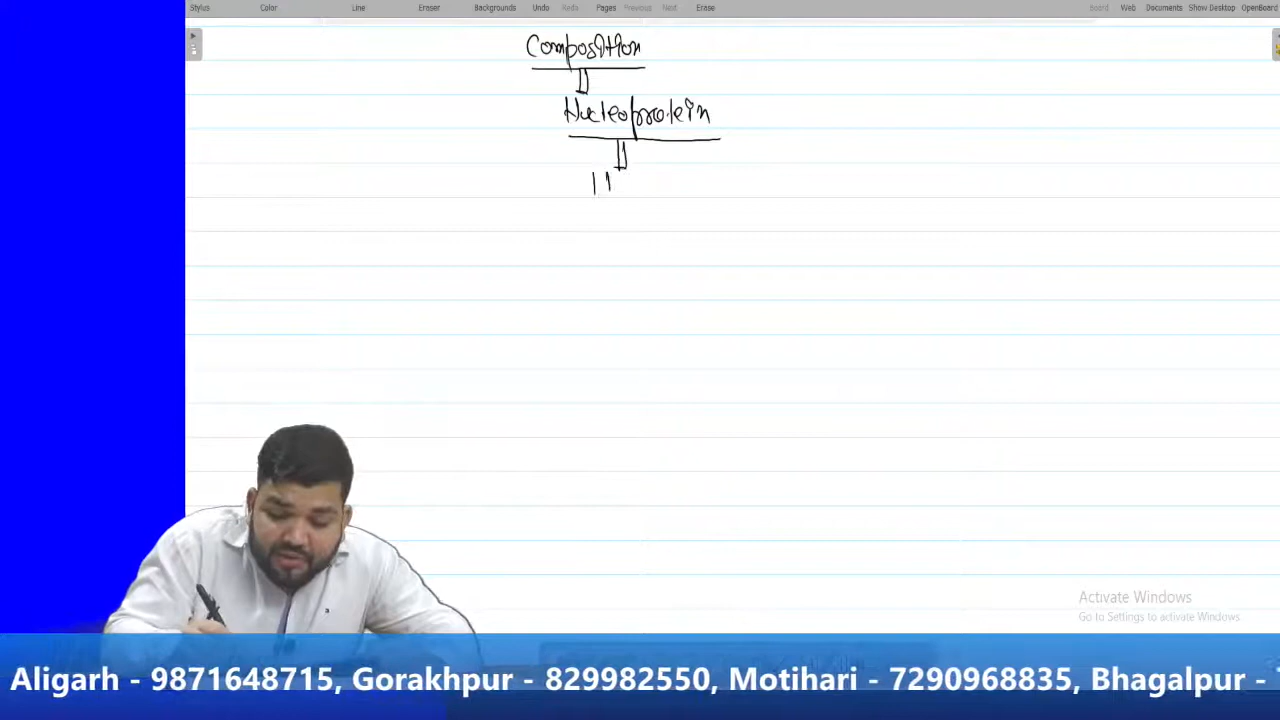 Stylus Color Line Eraser Backgrounds Undo Redo Pages Previous Next Erase Board Web Documents Show Desktop OpenBoard
Composition
Nucleoprotein
Activate Windows
Go to Settings to activate Windows.
Aligarh - 9871648715, Gorakhpur - 829982550, Motihari - 7290968835, Bhagalpur -